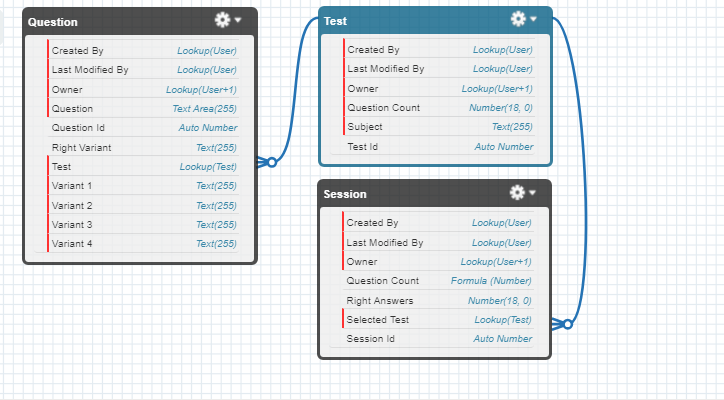 Question
Created By Lookup(User)
Last Modified By Lookup(User)
Owner Lookup(User+1)
Question Text Area(255)
Question Id Auto Number
Right Variant Text(255)
Test Lookup(Test)
Variant 1 Text(255)
Variant 2 Text(255)
Variant 3 Text(255)
Variant 4 Text(255)
Test
Created By Lookup(User)
Last Modified By Lookup(User)
Owner Lookup(User+1)
Question Count Number(18, 0)
Subject Text(255)
Test Id Auto Number
Session
Created By Lookup(User)
Last Modified By Lookup(User)
Owner Lookup(User+1)
Question Count Formula (Number)
Right Answers Number(18, 0)
Selected Test Lookup(Test)
Session Id Auto Number